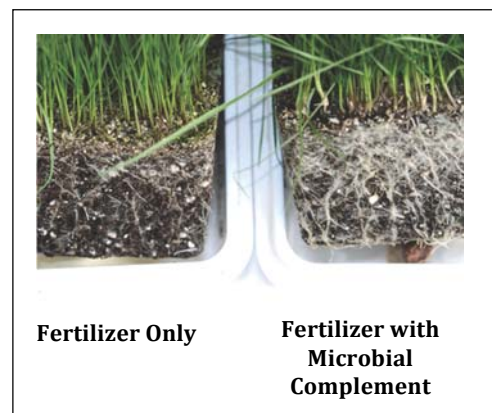 Fertilizer Only
Fertilizer with
Microbial
Complement